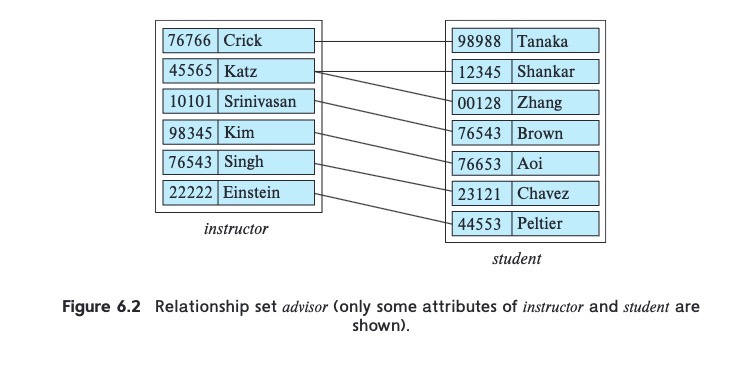 76766 Crick
45565 Katz
10101 Srinivasan
98345 Kim
76543 Singh
22222 Einstein
instructor
98988 Tanaka
12345 Shankar
00128 Zhang
76543 Brown
76653 Aoi
23121 Chavez
44553 Peltier
student
Figure 6.2 Relationship set advisor (only some attributes of instructor and student are
shown).